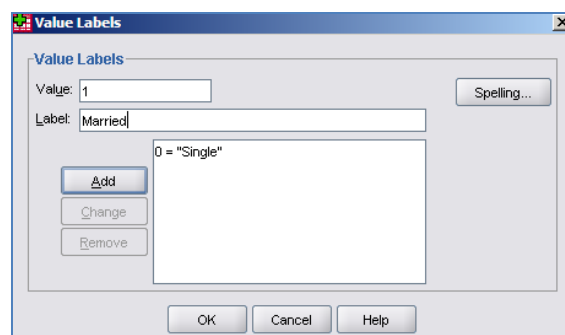 Value Labels
Value Labels
Value: 1
Spelling...
Label: Married
0 = "Single"
Add
Change
Remove
OK Cancel Help